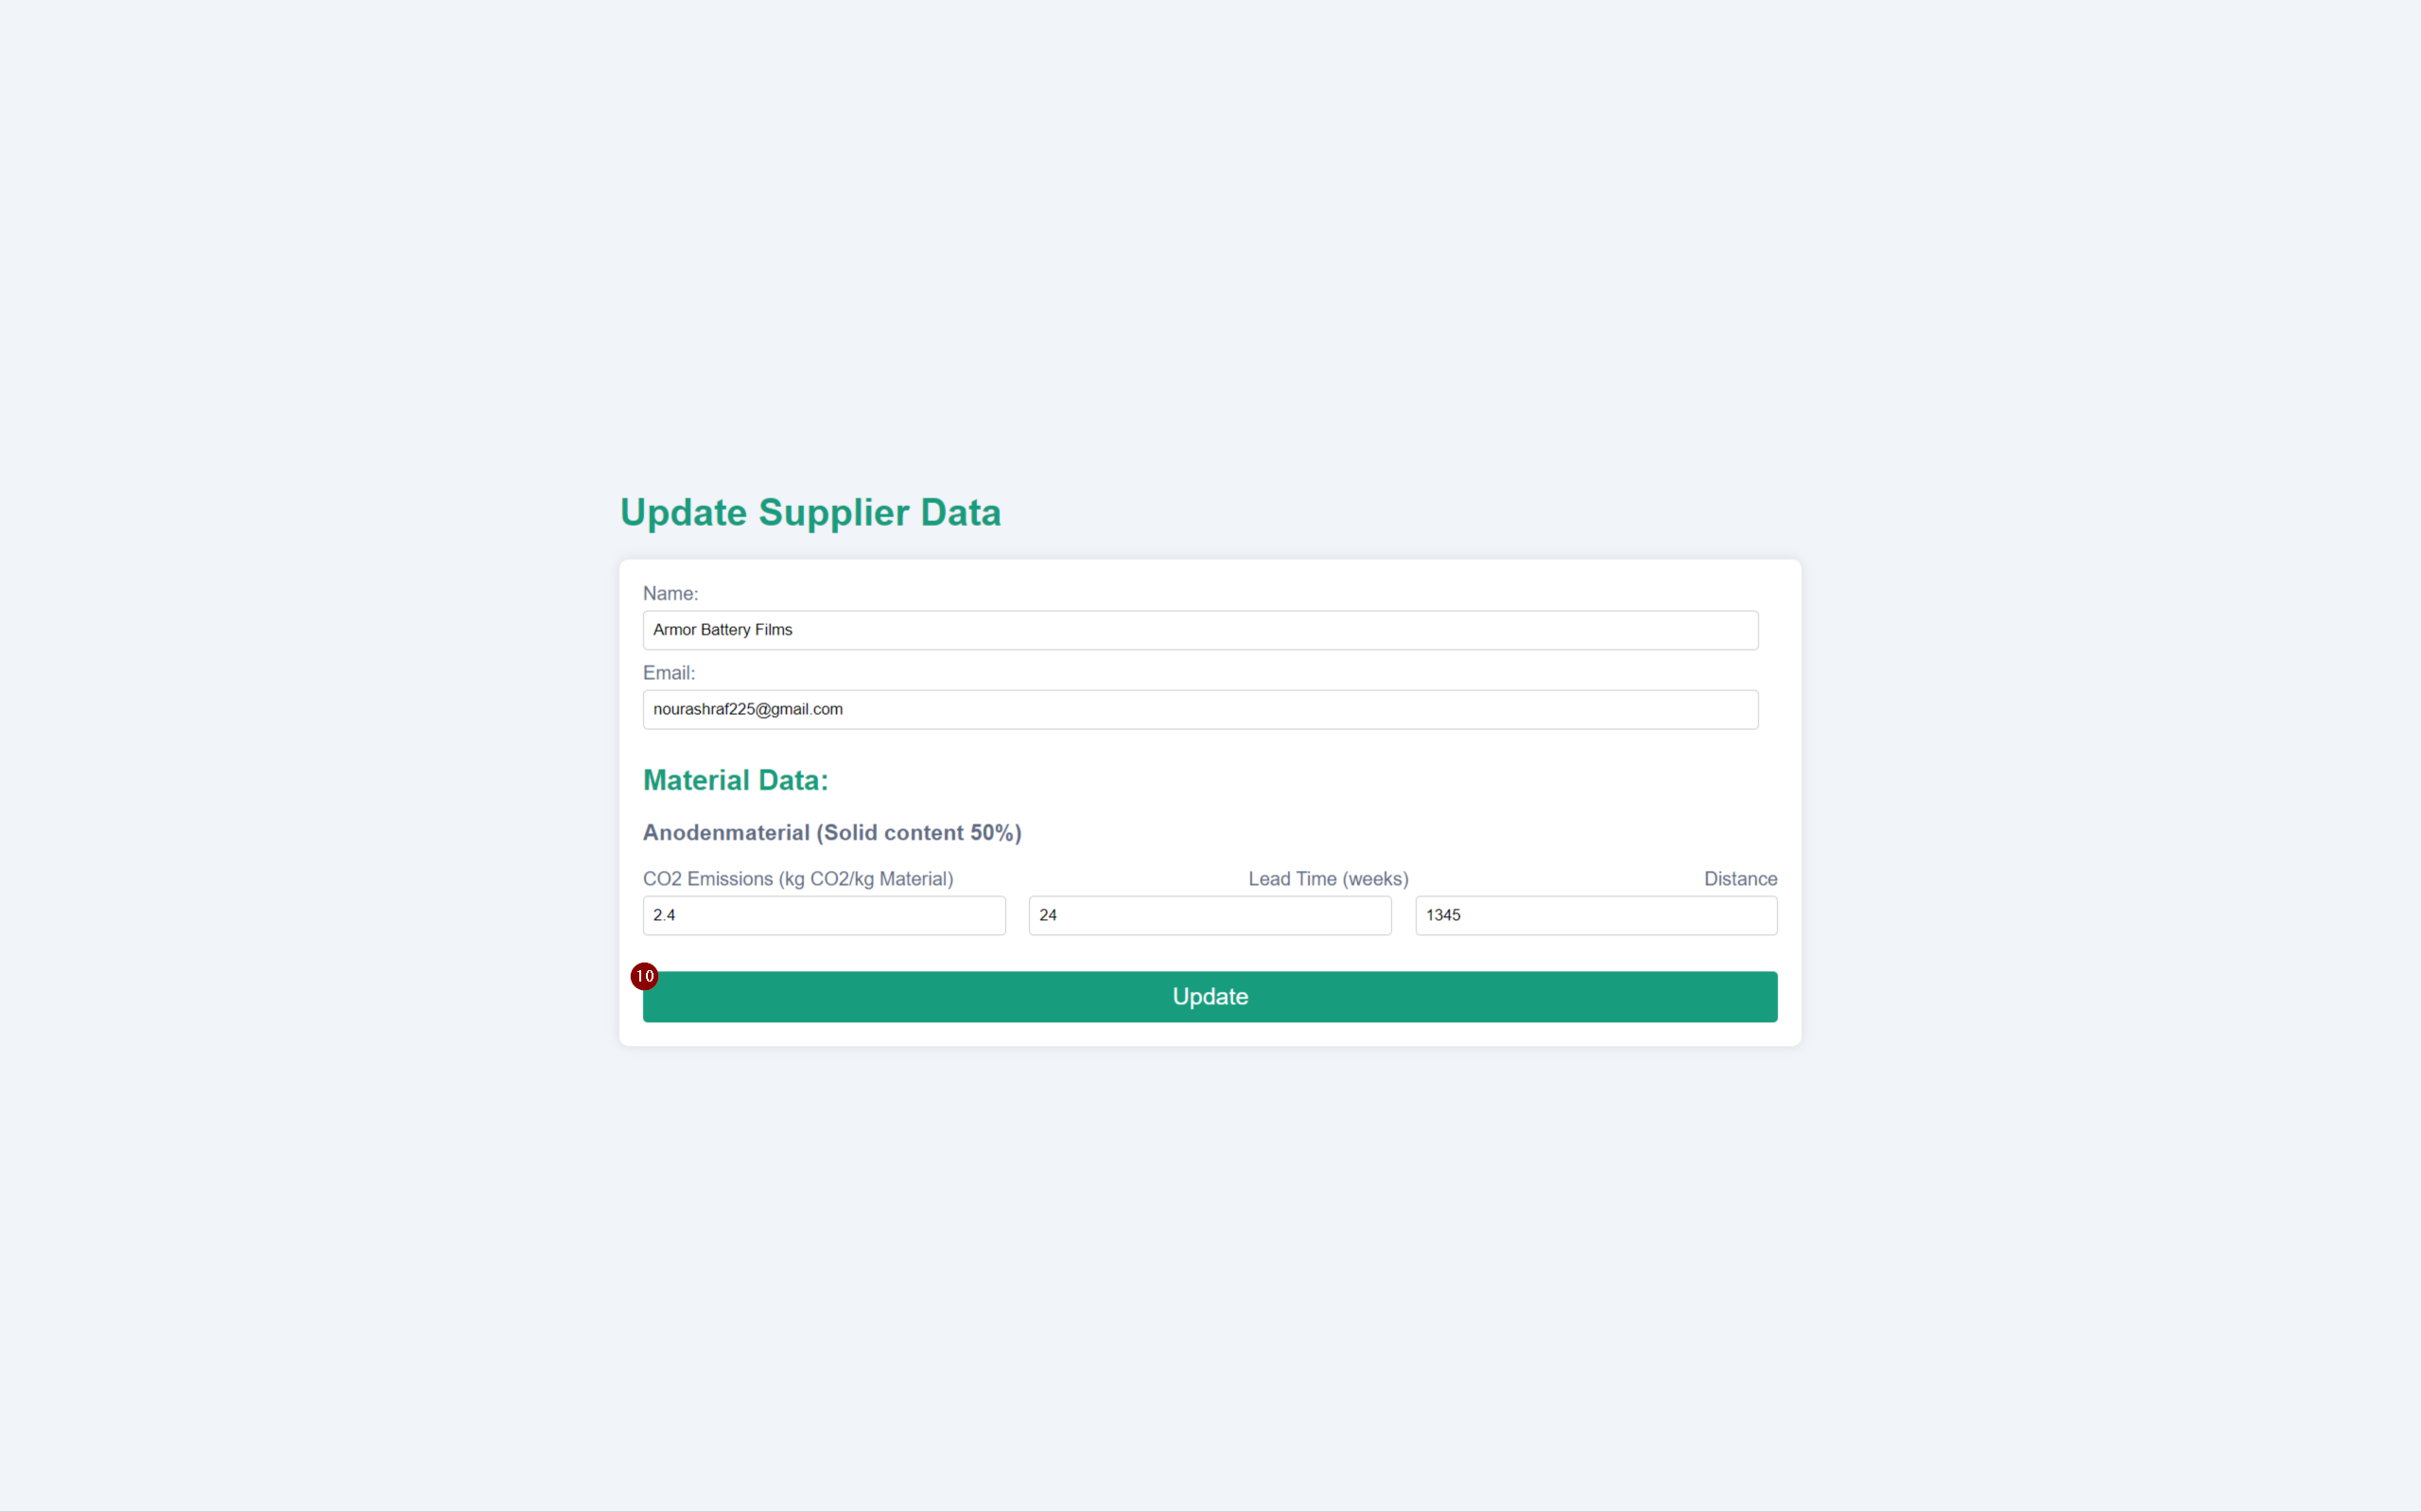 Update Supplier Data
Name:
Armor Battery Films
Email:
nourashraf225@gmail.com
Material Data:
Anodenmaterial (Solid content 50%)
CO2 Emissions (kg CO2/kg Material) Lead Time (weeks) Distance
2.4 24 1345
10
Update